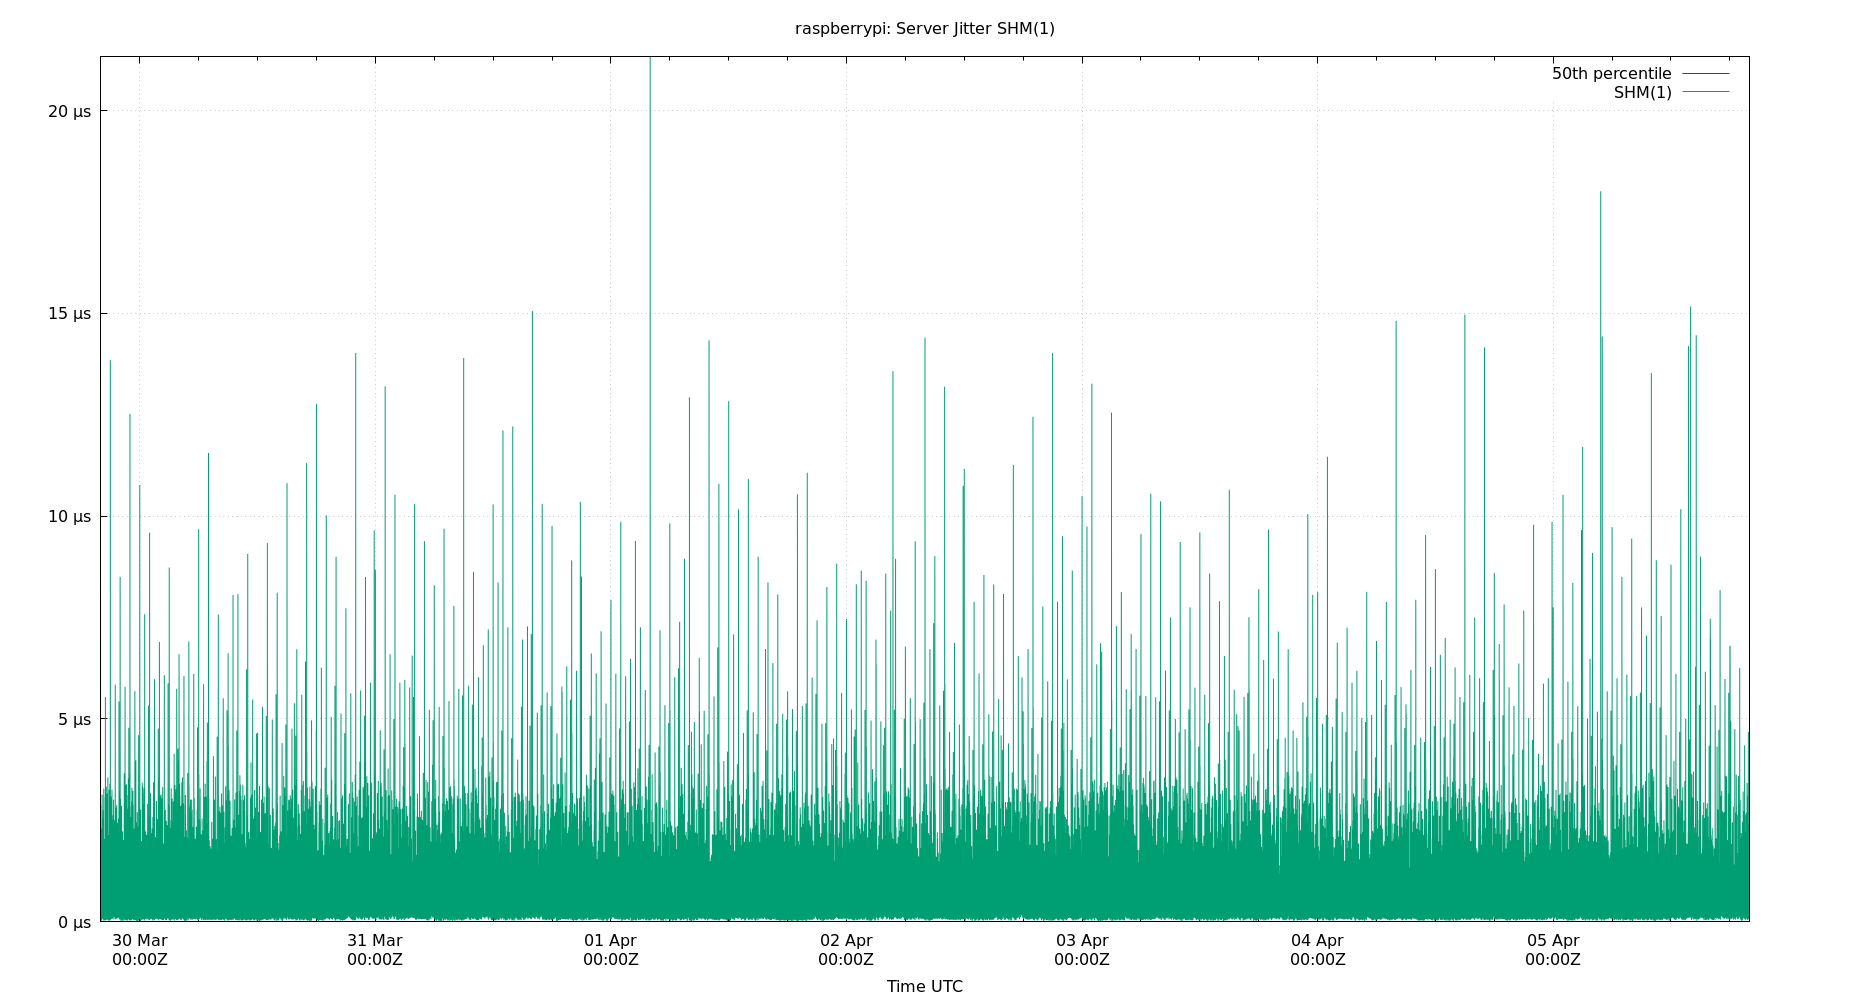 raspberrypi: Server Jitter SHM(1)
50th percentile
SHM(1)
20 µs
15 µs
10 µs
5 µs
0 µs
30 Mar 31 Mar 01 Apr 02 Apr 03 Apr 04 Apr 05 Apr
00:00Z 00:00Z 00:00Z 00:00Z 00:00Z 00:00Z 00:00Z
Time UTC